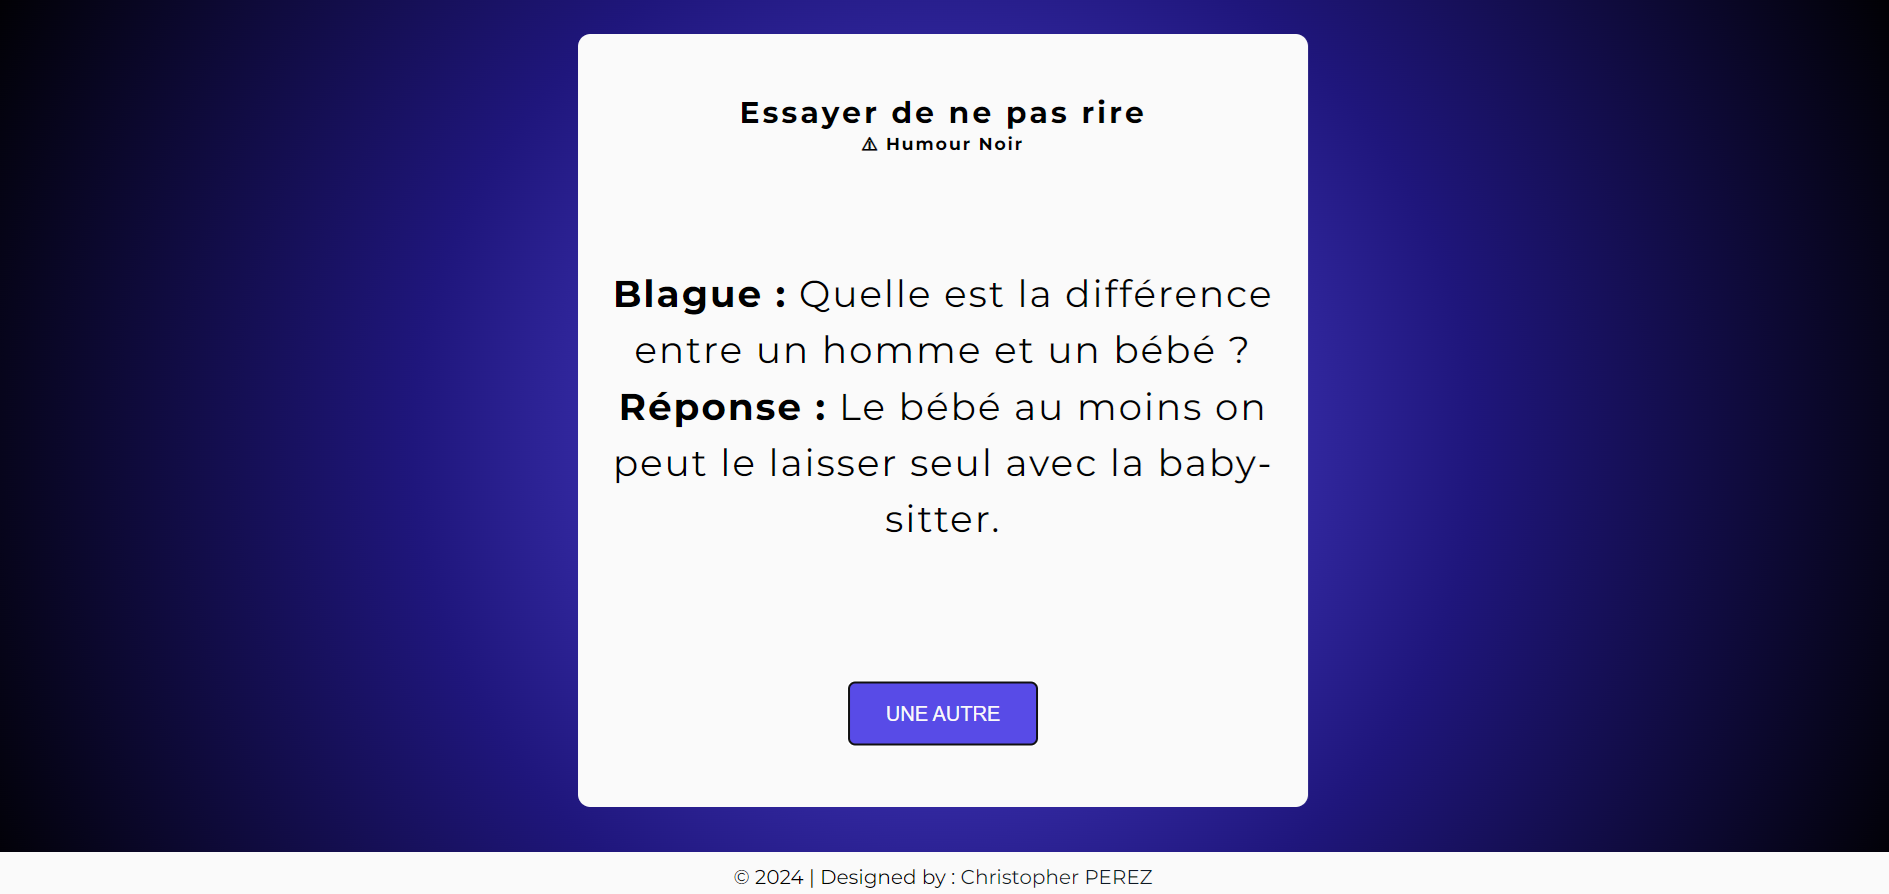 Essayer de ne pas rire
⚠ Humour Noir
Blague : Quelle est la différence
entre un homme et un bébé ?
Réponse : Le bébé au moins on
peut le laisser seul avec la baby-
sitter.
UNE AUTRE
© 2024 | Designed by : Christopher PEREZ